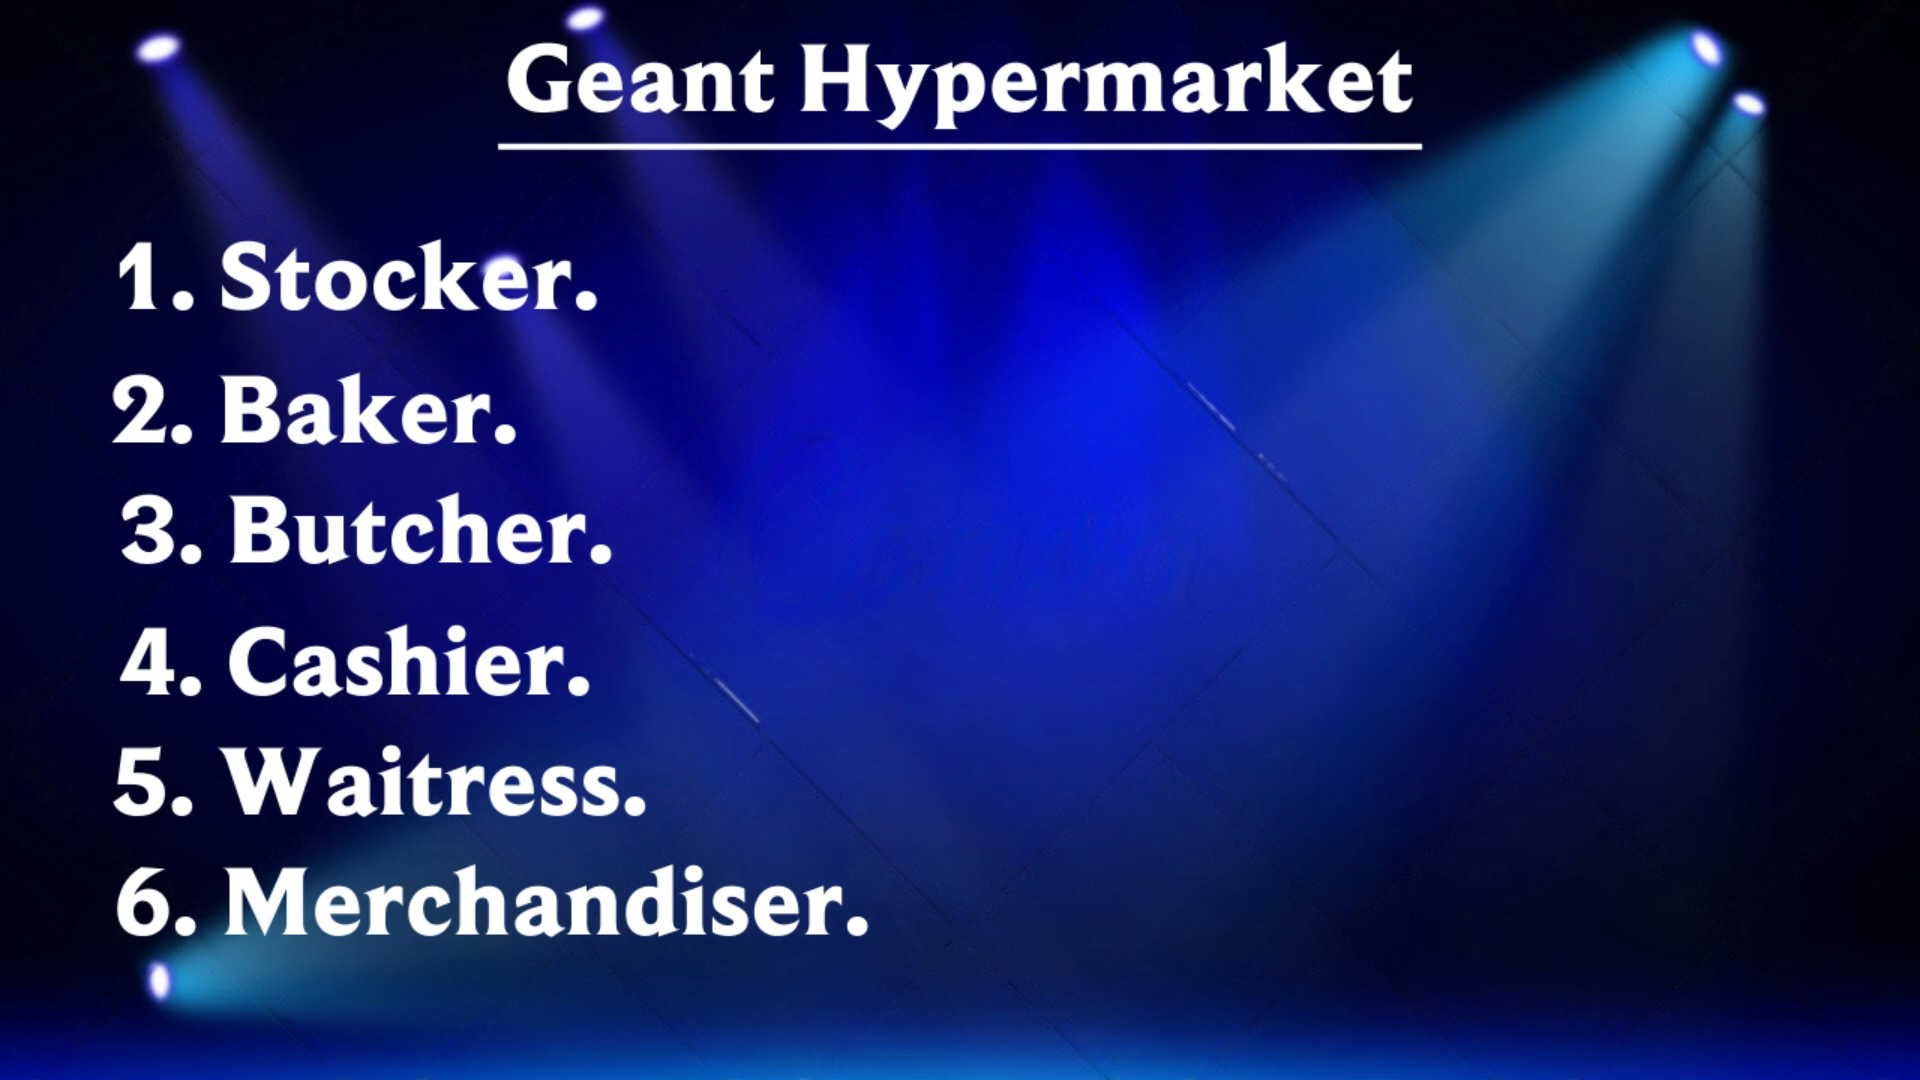 Geant Hypermarket
1. Stocker.
2. Baker.
3. Butcher.
4. Cashier.
5. Waitress.
6. Merchandiser.